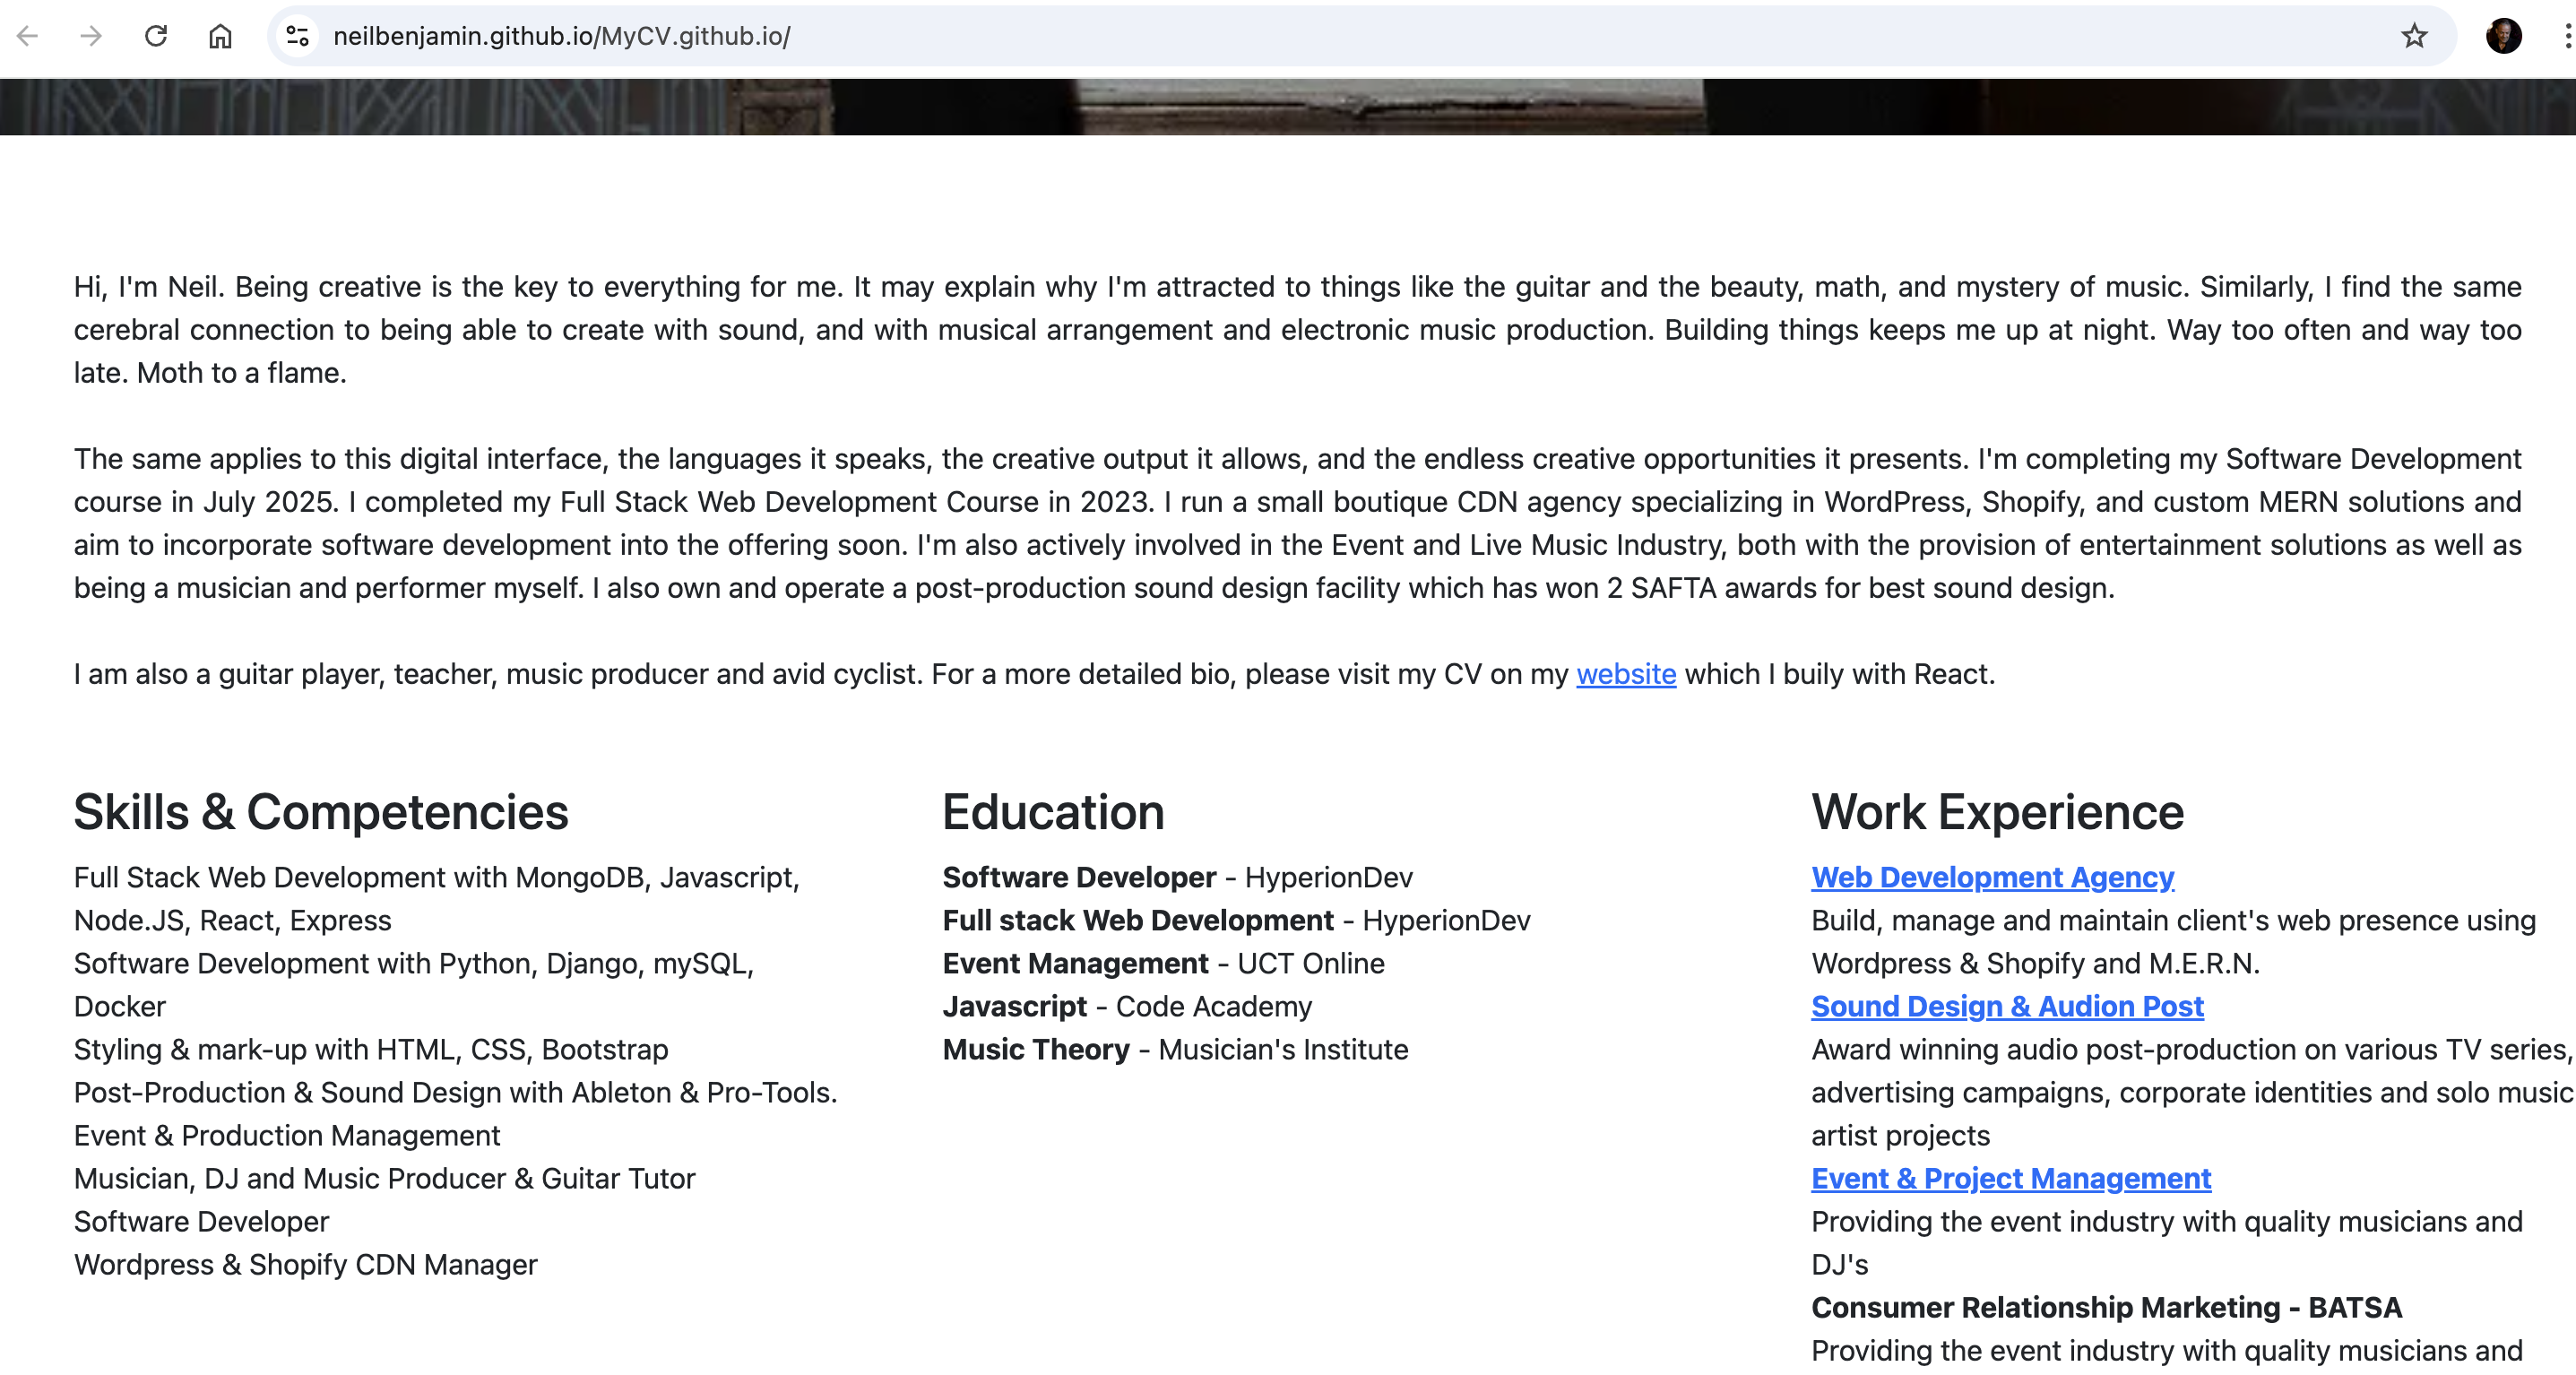 neilbenjamin.github.io/MyCV.github.io/
Hi, I'm Neil. Being creative is the key to everything for me. It may explain why I'm attracted to things like the guitar and the beauty, math, and mystery of music. Similarly, I find the same
cerebral connection to being able to create with sound, and with musical arrangement and electronic music production. Building things keeps me up at night. Way too often and way too
late. Moth to a flame.
The same applies to this digital interface, the languages it speaks, the creative output it allows, and the endless creative opportunities it presents. I'm completing my Software Development
course in July 2025. I completed my Full Stack Web Development Course in 2023. I run a small boutique CDN agency specializing in WordPress, Shopify, and custom MERN solutions and
aim to incorporate software development into the offering soon. I'm also actively involved in the Event and Live Music Industry, both with the provision of entertainment solutions as well as
being a musician and performer myself. I also own and operate a post-production sound design facility which has won 2 SAFTA awards for best sound design.
I am also a guitar player, teacher, music producer and avid cyclist. For a more detailed bio, please visit my CV on my website which I buily with React.
Skills & Competencies
Full Stack Web Development with MongoDB, Javascript,
Node.JS, React, Express
Software Development with Python, Django, mySQL,
Docker
Styling & mark-up with HTML, CSS, Bootstrap
Post-Production & Sound Design with Ableton & Pro-Tools.
Event & Production Management
Musician, DJ and Music Producer & Guitar Tutor
Software Developer
Wordpress & Shopify CDN Manager
Education
Software Developer - HyperionDev
Full stack Web Development - HyperionDev
Event Management - UCT Online
Javascript - Code Academy
Music Theory - Musician's Institute
Work Experience
Web Development Agency
Build, manage and maintain client's web presence using
Wordpress & Shopify and M.E.R.N.
Sound Design & Audion Post
Award winning audio post-production on various TV series,
advertising campaigns, corporate identities and solo music
artist projects
Event & Project Management
Providing the event industry with quality musicians and
DJ's
Consumer Relationship Marketing - BATSA
Providing the event industry with quality musicians and